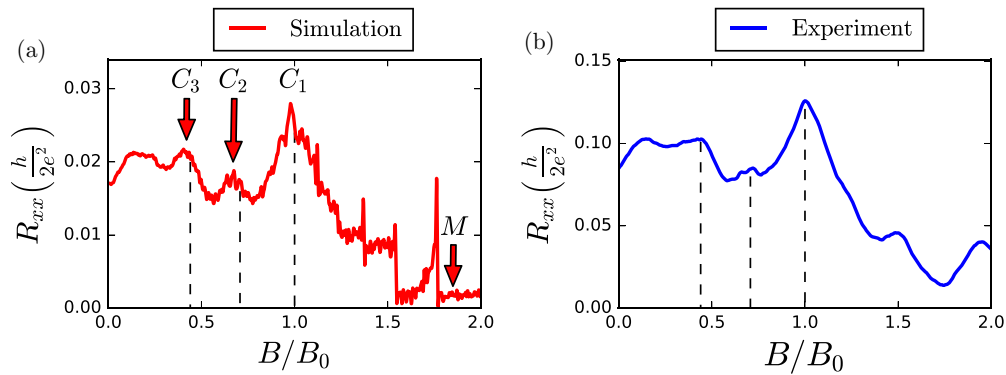 (a)
Simulation
C₃ C₂ C₁
M
0.03
0.02
0.01
0.00
R_xx (h/2e²)
0.0 0.5 1.0 1.5 2.0
B/B₀
(b)
Experiment
0.15
0.10
0.05
0.00
R_xx (h/2e²)
0.0 0.5 1.0 1.5 2.0
B/B₀